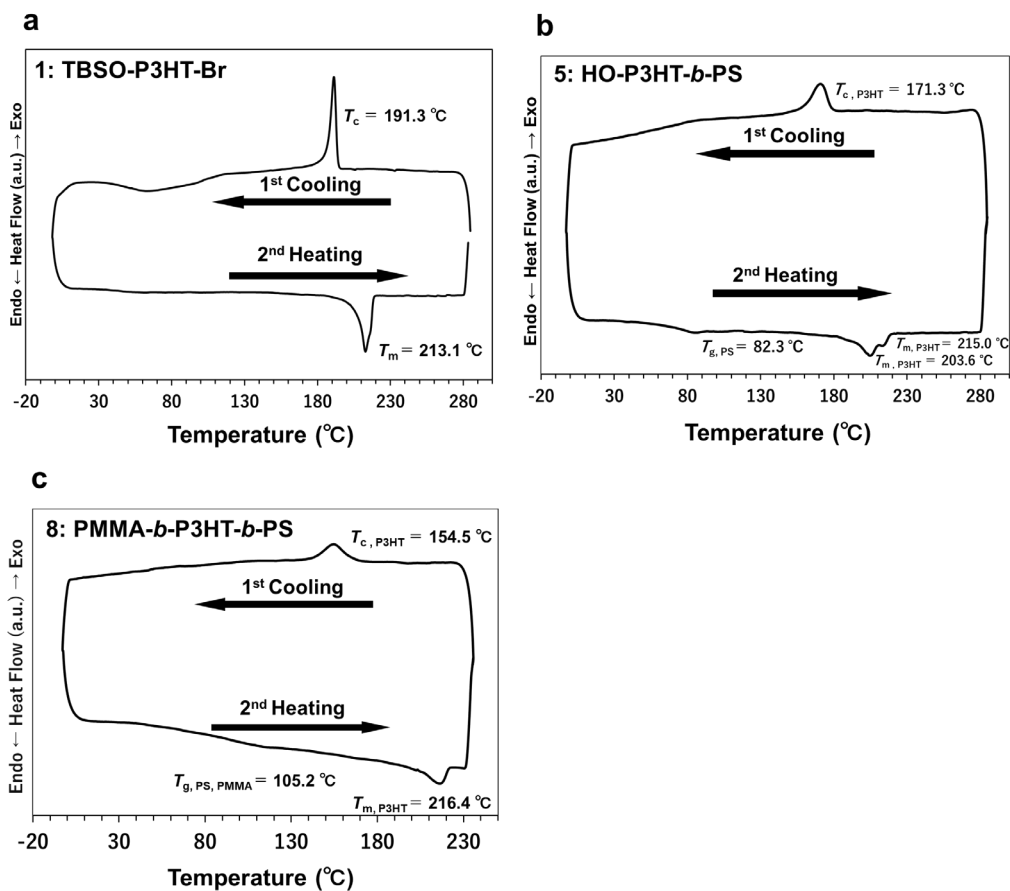 a
1: TBSO-P3HT-Br
Tc = 191.3 ℃
1st Cooling
2nd Heating
Tm = 213.1 ℃
Endo ← Heat Flow (a.u.) → Exo
-20 30 80 130 180 230 280
Temperature (℃)
b
5: HO-P3HT-b-PS
Tc , P3HT = 171.3 ℃
1st Cooling
2nd Heating
Tg, PS = 82.3 ℃
Tm, P3HT = 215.0 ℃
Tm , P3HT = 203.6 ℃
Endo ← Heat Flow (a.u.) → Exo
-20 30 80 130 180 230 280
Temperature (℃)
c
8: PMMA-b-P3HT-b-PS
Tc , P3HT = 154.5 ℃
1st Cooling
2nd Heating
Tg, PS, PMMA = 105.2 ℃
Tm, P3HT = 216.4 ℃
Endo ← Heat Flow (a.u.) → Exo
-20 30 80 130 180 230
Temperature (℃)